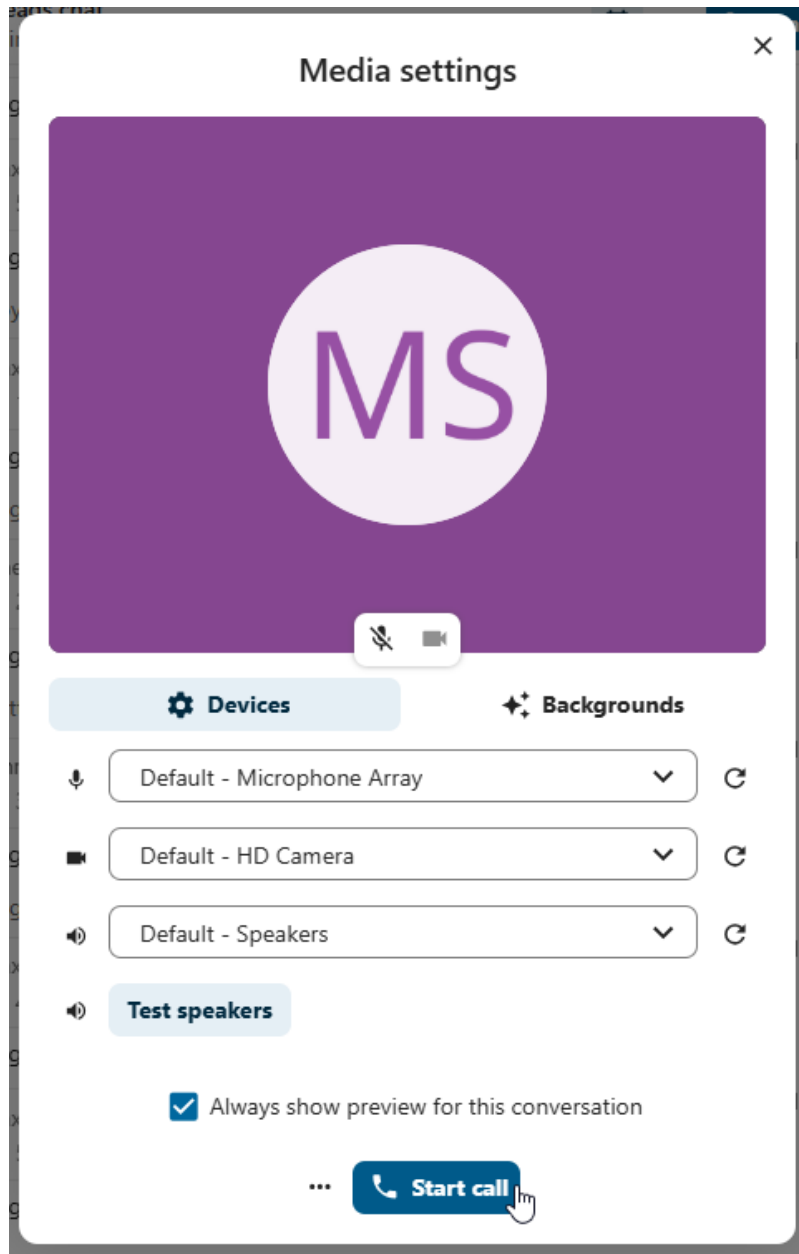 Media settings
MS
Devices
Backgrounds
Default - Microphone Array
Default - HD Camera
Default - Speakers
Test speakers
Always show preview for this conversation
... Start call